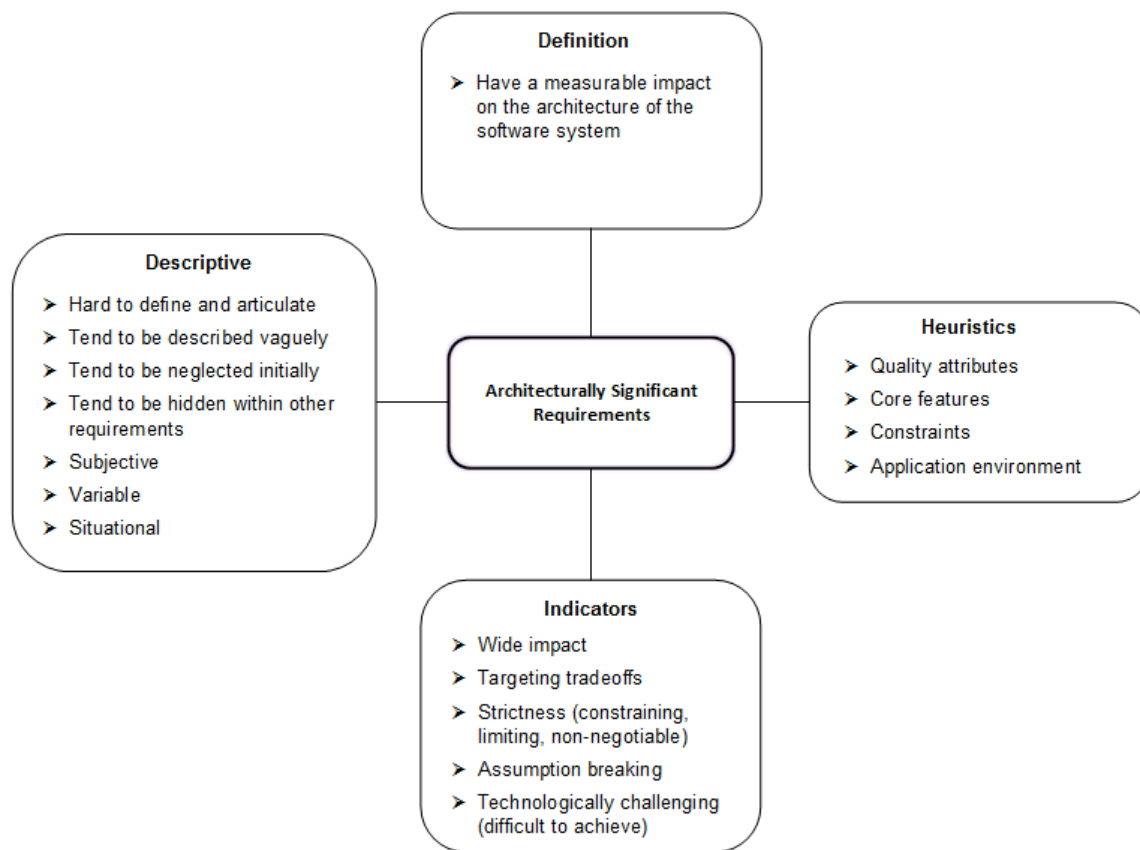 Definition
➤ Have a measurable impact
on the architecture of the
software system
Descriptive
➤ Hard to define and articulate
➤ Tend to be described vaguely
➤ Tend to be neglected initially
➤ Tend to be hidden within other
requirements
➤ Subjective
➤ Variable
➤ Situational
Architecturally Significant
Requirements
Heuristics
➤ Quality attributes
➤ Core features
➤ Constraints
➤ Application environment
Indicators
➤ Wide impact
➤ Targeting tradeoffs
➤ Strictness (constraining,
limiting, non-negotiable)
➤ Assumption breaking
➤ Technologically challenging
(difficult to achieve)